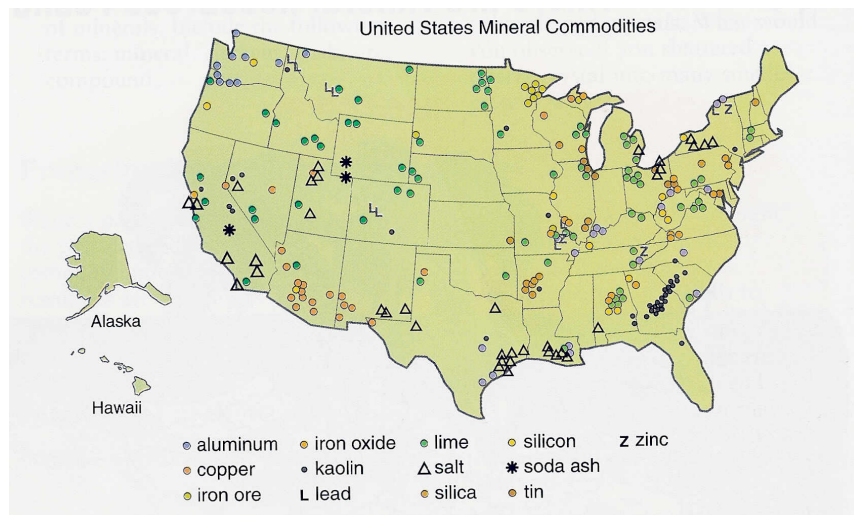 United States Mineral Commodities
Alaska
Hawaii
aluminum
iron oxide
lime
silicon
z zinc
copper
kaolin
salt
soda ash
iron ore
L lead
silica
tin